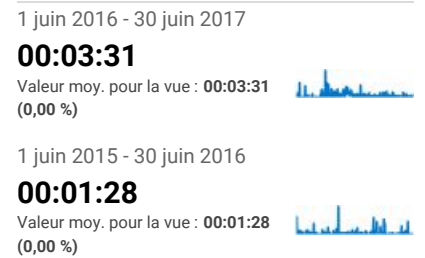 1 juin 2016 - 30 juin 2017
00:03:31
Valeur moy. pour la vue : 00:03:31
(0,00 %)
1 juin 2015 - 30 juin 2016
00:01:28
Valeur moy. pour la vue : 00:01:28
(0,00 %)